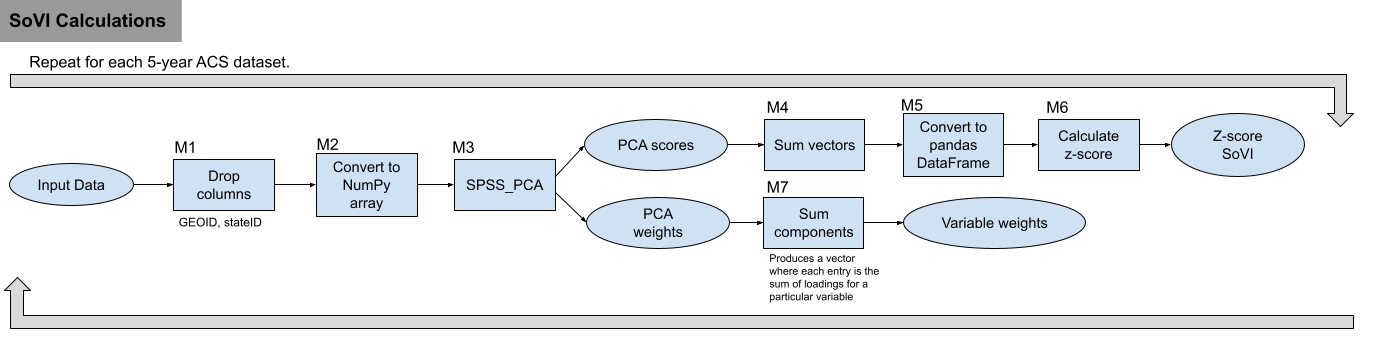 SoVI Calculations
Repeat for each 5-year ACS dataset.
Input Data
M1
Drop
columns
GEOID, stateID
M2
Convert to
NumPy
array
M3
SPSS_PCA
PCA scores
M4
Sum vectors
M5
Convert to
pandas
DataFrame
M6
Calculate
z-score
Z-score
SoVI
PCA
weights
M7
Sum
components
Produces a vector
where each entry is the
sum of loadings for a
particular variable
Variable weights